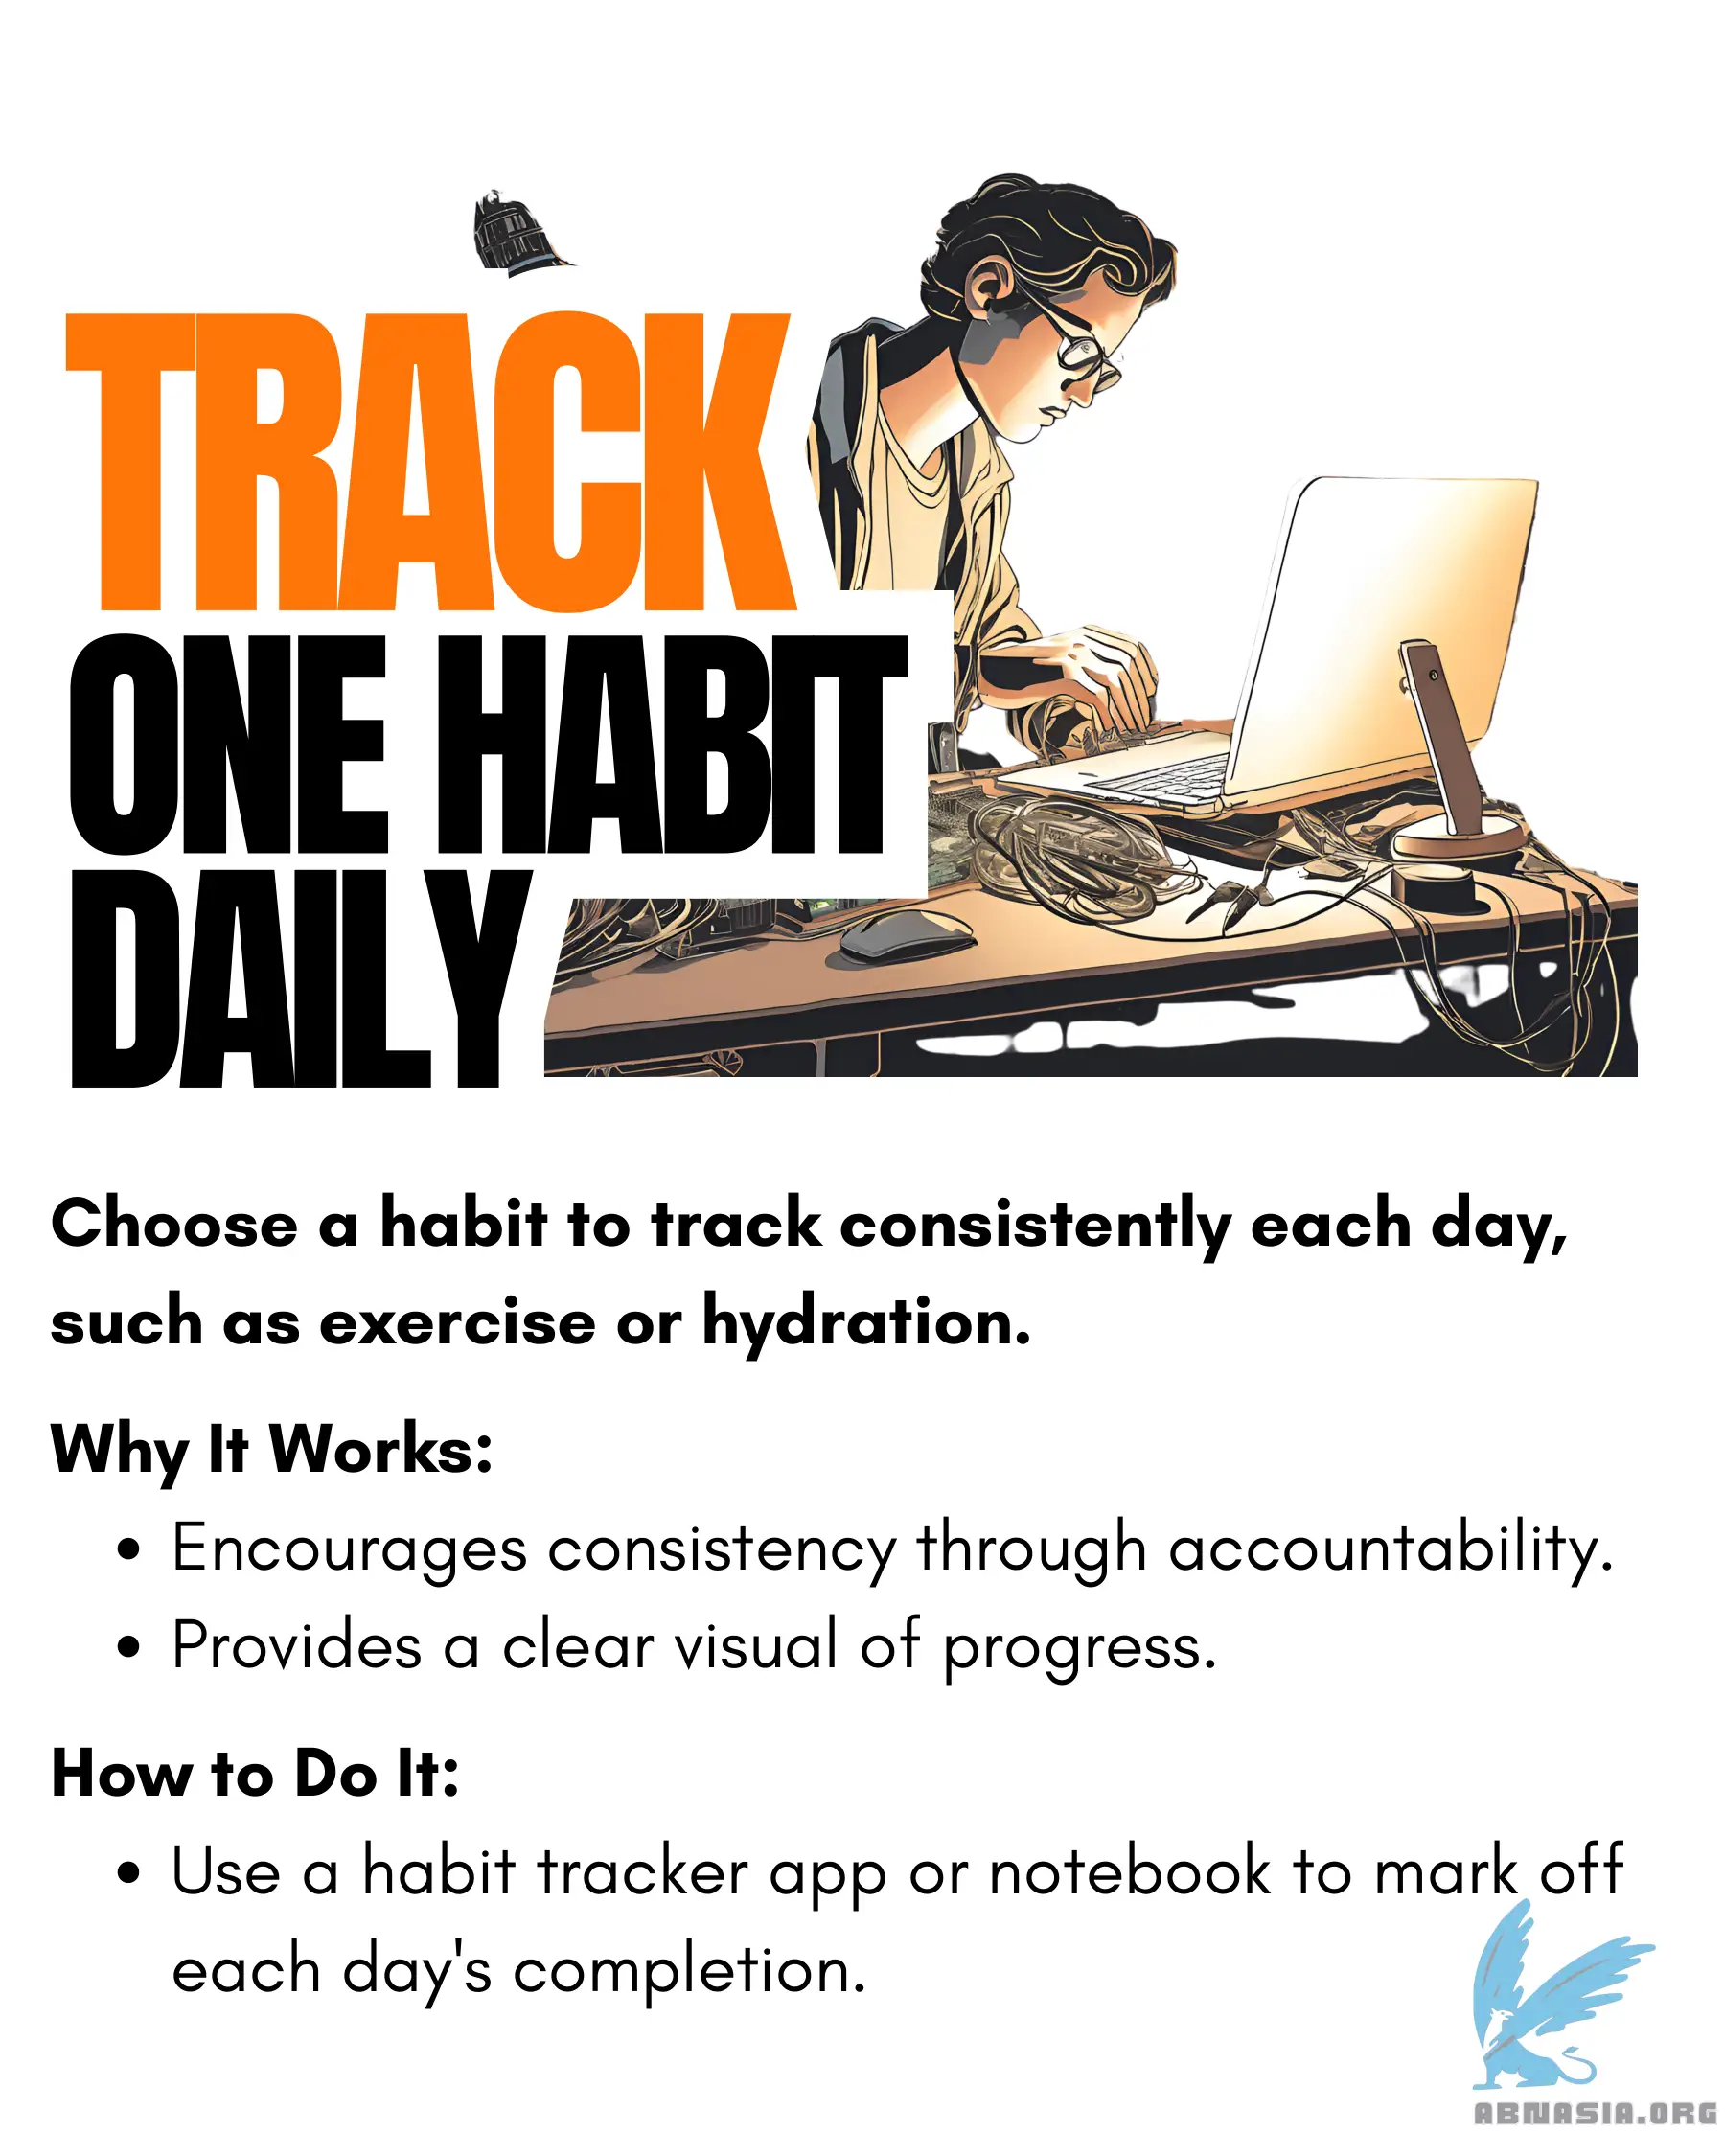 TRACK
ONE HABIT
DAILY
Choose a habit to track consistently each day,
such as exercise or hydration.
Why It Works:
• Encourages consistency through accountability.
• Provides a clear visual of progress.
How to Do It:
• Use a habit tracker app or notebook to mark off
each day's completion.
ABNASIA.ORG